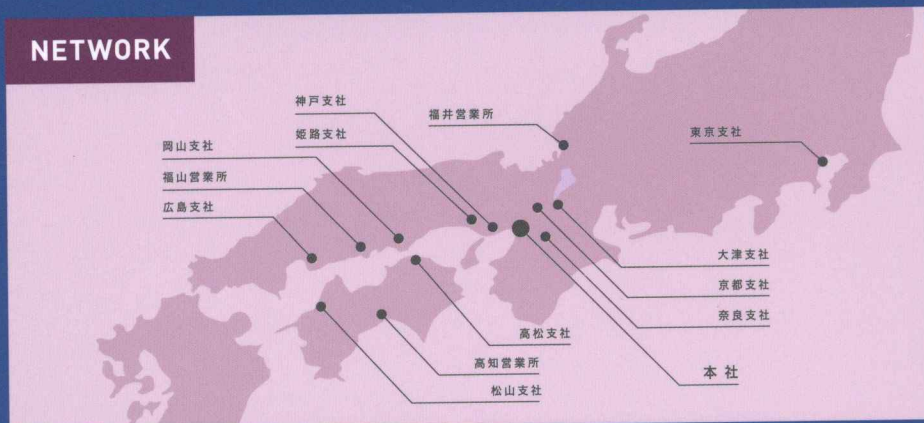 NETWORK
神戸支社
福井営業所
姫路支社
東京支社
岡山支社
福山営業所
広島支社
大津支社
京都支社
奈良支社
高松支社
高知営業所
本社
松山支社